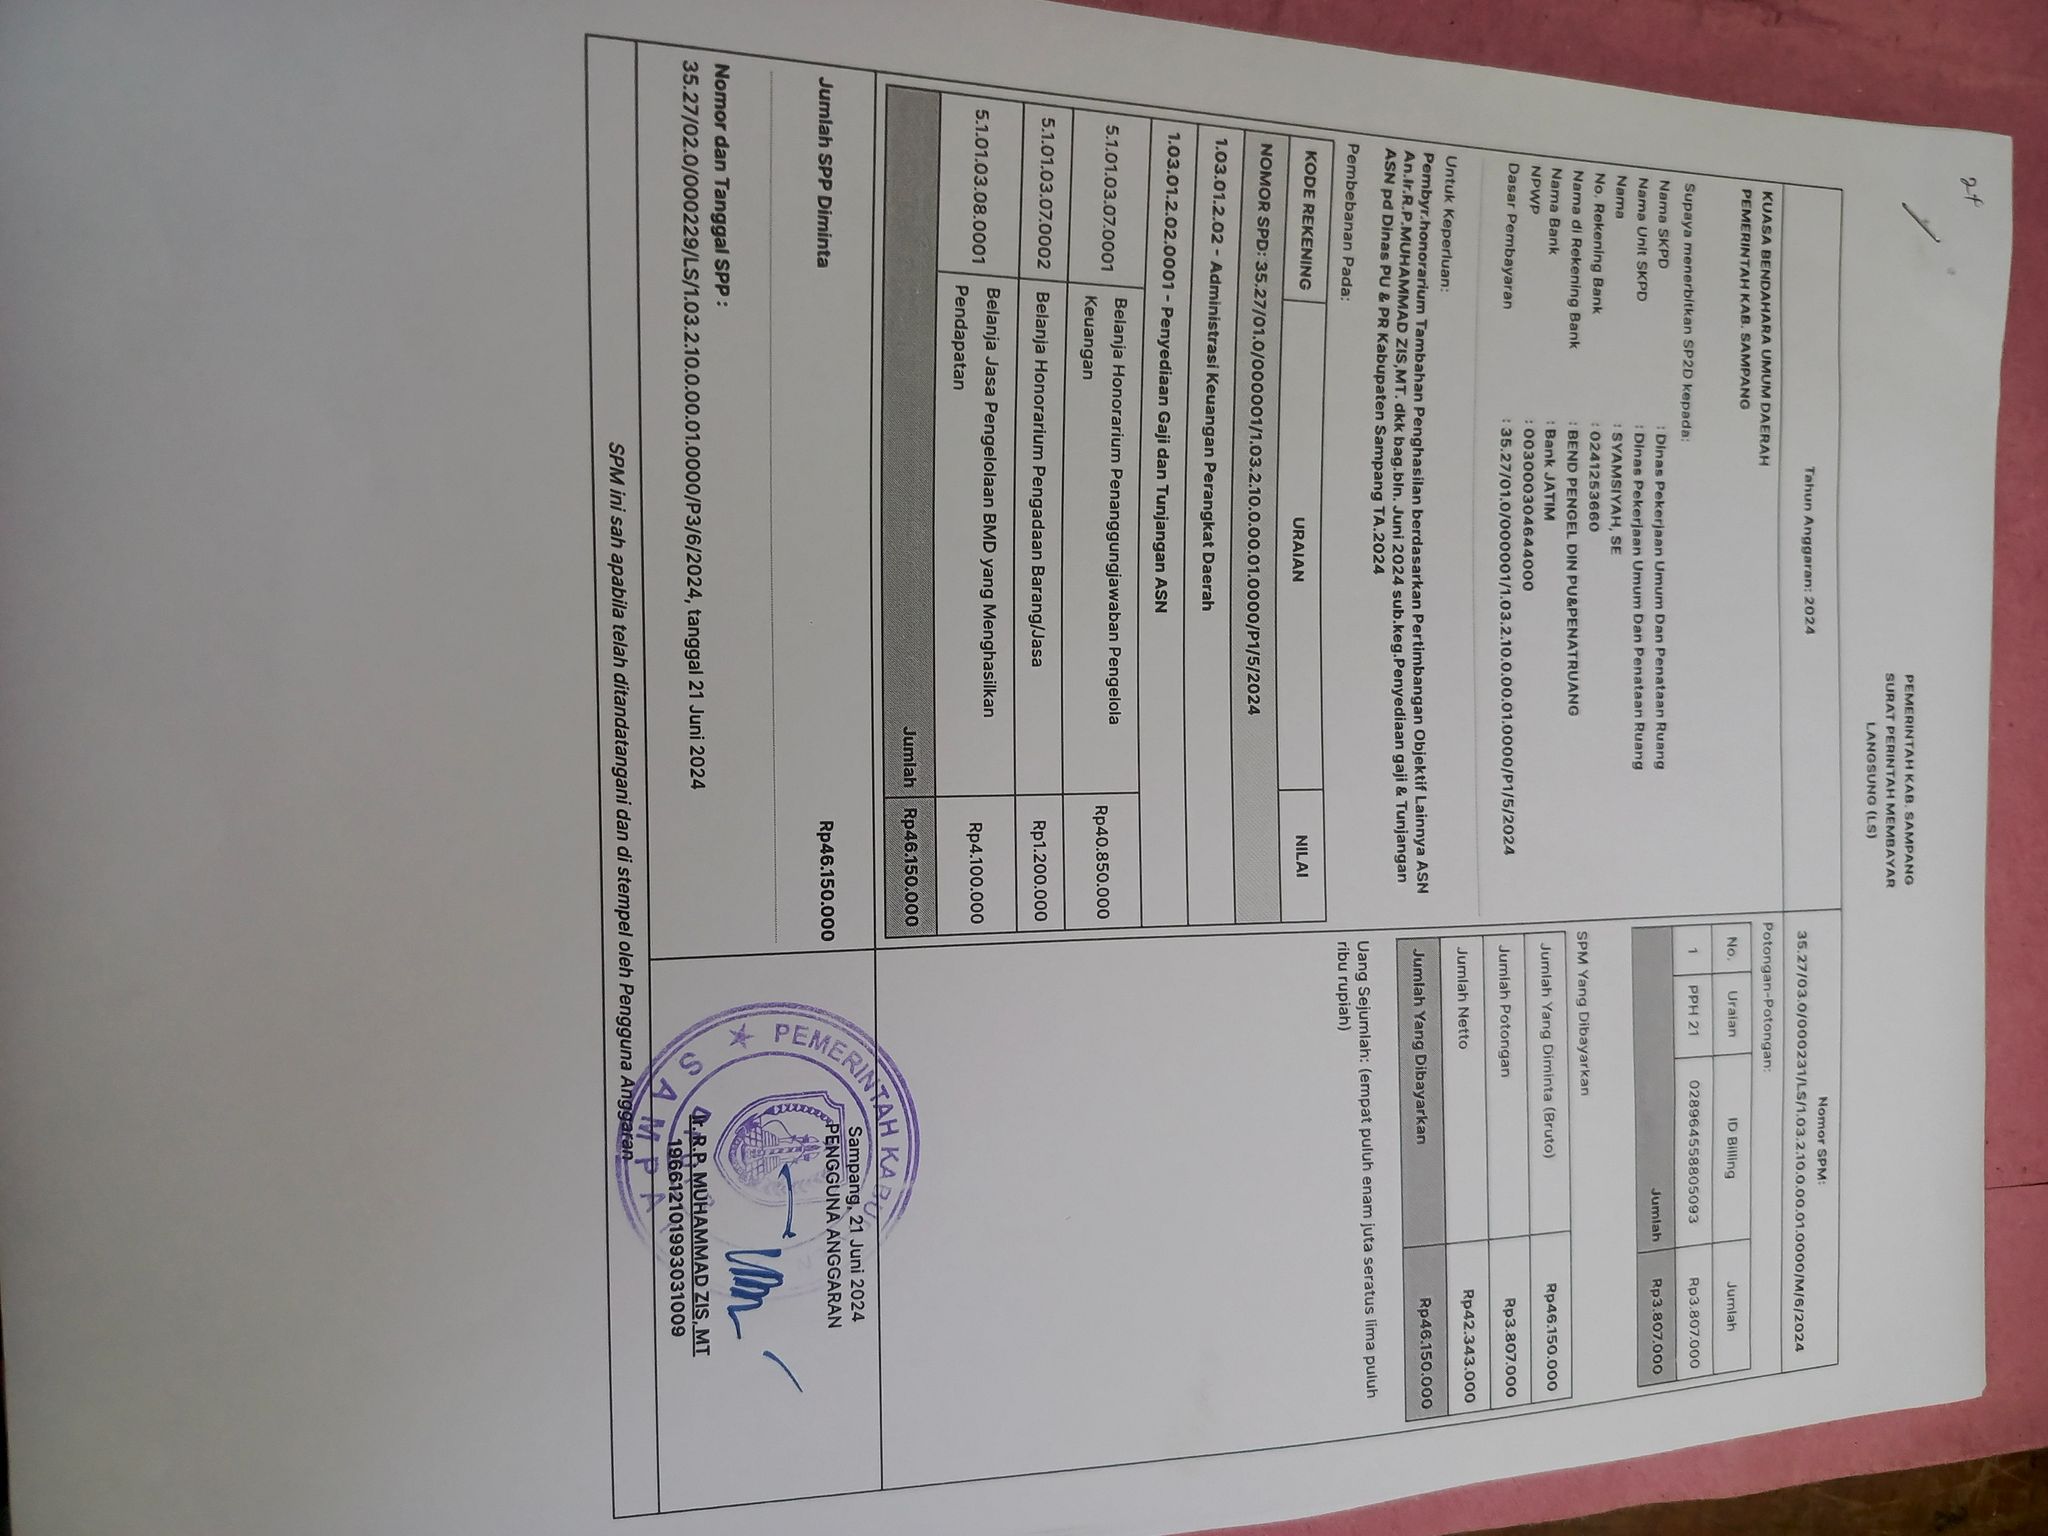 24
PEMERINTAH KAB. SAMPANG
SURAT PERINTAH MEMBAYAR
LANGSUNG (LS)
Tahun Anggaran: 2024
Nomor SPM:
35.27/03.0/000231/LS/1.03.2.10.0.00.01.0000/M/6/2024
KUASA BENDAHARA UMUM DAERAH
PEMERINTAH KAB. SAMPANG
Supaya menerbitkan SP2D kepada:
Nama SKPD : Dinas Pekerjaan Umum Dan Penataan Ruang
Nama Unit SKPD : Dinas Pekerjaan Umum Dan Penataan Ruang
Nama : SYAMSIYAH, SE
No. Rekening Bank : 0241253660
Nama di Rekening Bank : BEND PENGEL DIN PU&PENATRUANG
Nama Bank : Bank JATIM
NPWP : 003000304644000
Dasar Pembayaran : 35.27/01.0/000001/1.03.2.10.0.00.01.0000/P1/5/2024
Untuk Keperluan:
Pembyr.honorarium Tambahan Penghasilan berdasarkan Pertimbangan Objektif Lainnya ASN
An.Ir.R.P.MUHAMMAD ZIS,MT. dkk bag.bln. Juni 2024 sub.keg.Penyediaan gaji & Tunjangan
ASN pd Dinas PU & PR Kabupaten Sampang TA.2024
Pembebanan Pada:
KODE REKENING URAIAN NILAI
NOMOR SPD: 35.27/01.0/000001/1.03.2.10.0.00.01.0000/P1/5/2024
1.03.01.2.02 - Administrasi Keuangan Perangkat Daerah
1.03.01.2.02.0001 - Penyediaan Gaji dan Tunjangan ASN
5.1.01.03.07.0001 Belanja Honorarium Penanggungjawaban Pengelola
Keuangan Rp40.850.000
5.1.01.03.07.0002 Belanja Honorarium Pengadaan Barang/Jasa Rp1.200.000
5.1.01.03.08.0001 Belanja Jasa Pengelolaan BMD yang Menghasilkan
Pendapatan Rp4.100.000
Jumlah Rp46.150.000
Potongan-Potongan:
No. Uraian ID Billing Jumlah
1 PPH 21 028964558805093 Rp3.807.000
Jumlah Rp3.807.000
SPM Yang Dibayarkan
Jumlah Yang Diminta (Bruto) Rp46.150.000
Jumlah Potongan Rp3.807.000
Jumlah Netto Rp42.343.000
Jumlah Yang Dibayarkan Rp46.150.000
Uang Sejumlah: (empat puluh enam juta seratus lima puluh
ribu rupiah)
Jumlah SPP Diminta Rp46.150.000
Nomor dan Tanggal SPP :
35.27/02.0/000229/LS/1.03.2.10.0.00.01.0000/P3/6/2024, tanggal 21 Juni 2024
Sampang, 21 Juni 2024
PENGGUNA ANGGARAN
PEMERINTAH
Ir. R.P. MUHAMMAD ZIS, MT
196612101993031009
SPM ini sah apabila telah ditandatangani dan di stempel oleh Pengguna Anggaran